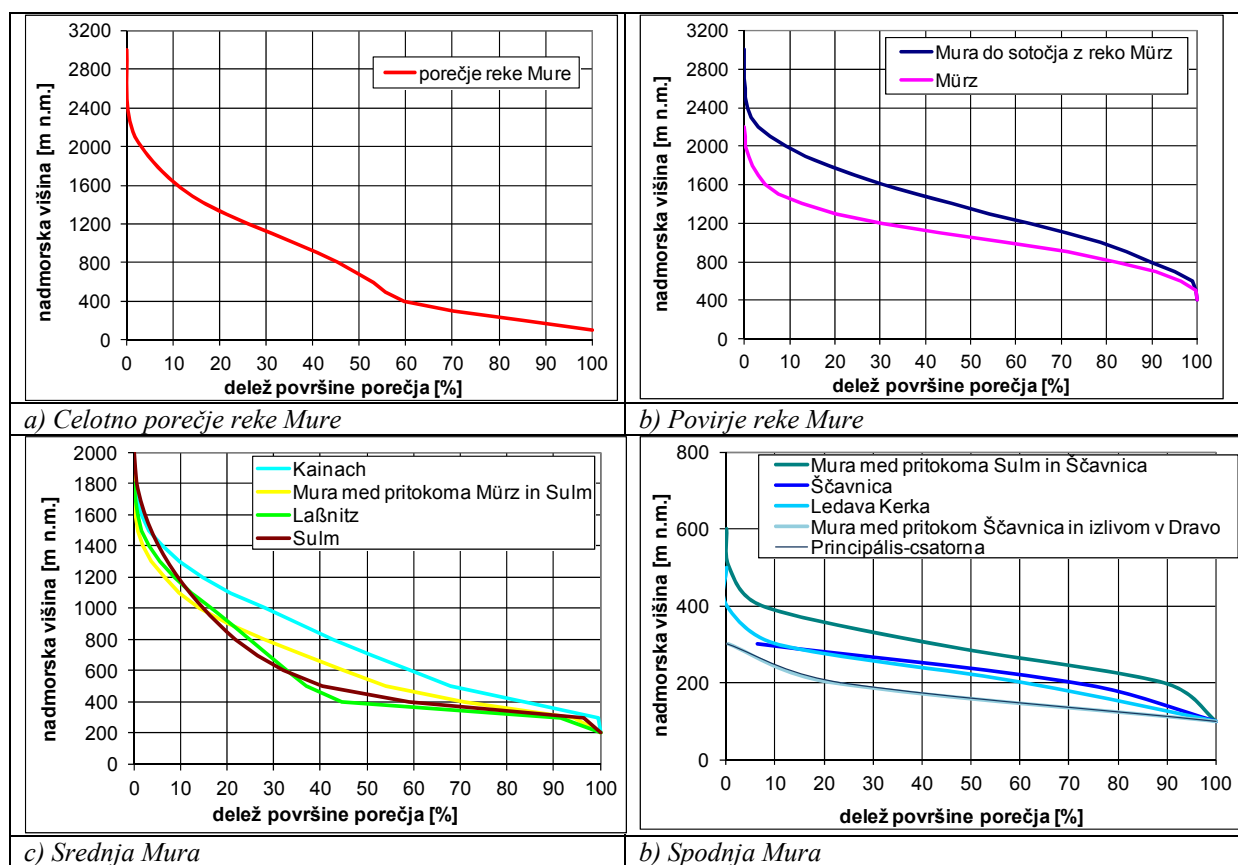 nadmorska višina [m n.m.]
3200
2800
2400
2000
1600
1200
800
400
0
porečje reke Mure
0 10 20 30 40 50 60 70 80 90 100
delež površine porečja [%]
a) Celotno porečje reke Mure
nadmorska višina [m n.m.]
3200
2800
2400
2000
1600
1200
800
400
0
Mura do sotočja z reko Mürz
Mürz
0 10 20 30 40 50 60 70 80 90 100
delež površine porečja [%]
b) Povirje reke Mure
nadmorska višina [m n.m.]
2000
1800
1600
1400
1200
1000
800
600
400
200
0
Kainach
Mura med pritokoma Mürz in Sulm
Laßnitz
Sulm
0 10 20 30 40 50 60 70 80 90 100
delež površine porečja [%]
c) Srednja Mura
nadmorska višina [m n.m.]
800
600
400
200
0
Mura med pritokoma Sulm in Ščavnica
Ščavnica
Ledava Kerka
Mura med pritokom Ščavnica in izlivom v Dravo
Principális-csatorna
0 10 20 30 40 50 60 70 80 90 100
delež površine porečja [%]
b) Spodnja Mura